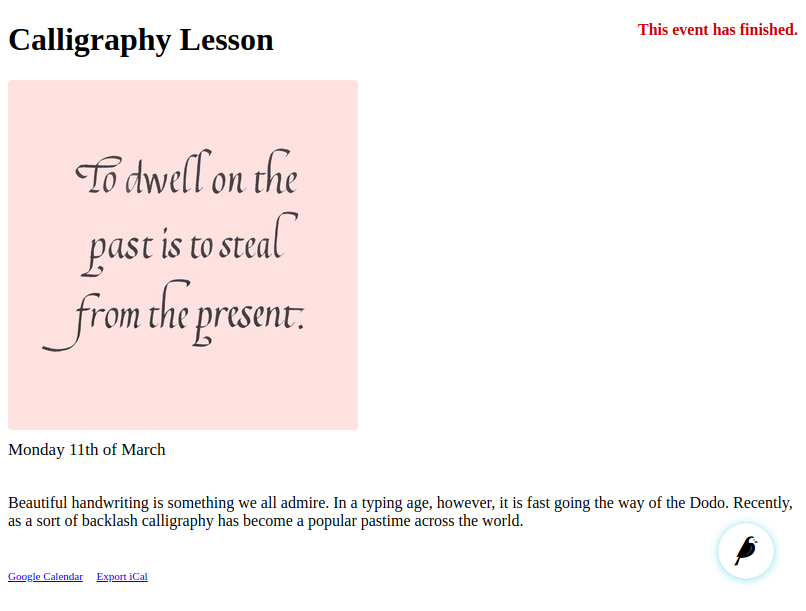 Calligraphy Lesson
This event has finished.
To dwell on the
past is to steal
from the present.
Monday 11th of March
Beautiful handwriting is something we all admire. In a typing age, however, it is fast going the way of the Dodo. Recently,
as a sort of backlash calligraphy has become a popular pastime across the world.
Google Calendar Export iCal